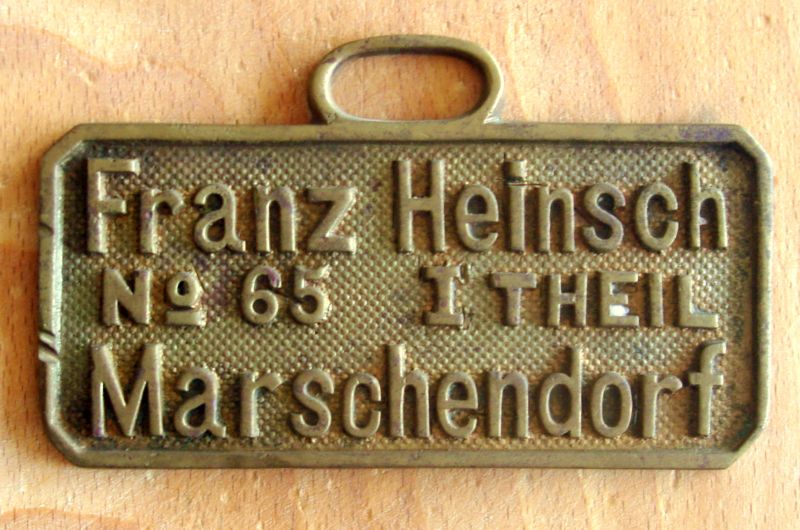 Franz Heinsch
No 65 I THEIL
Marschendorf